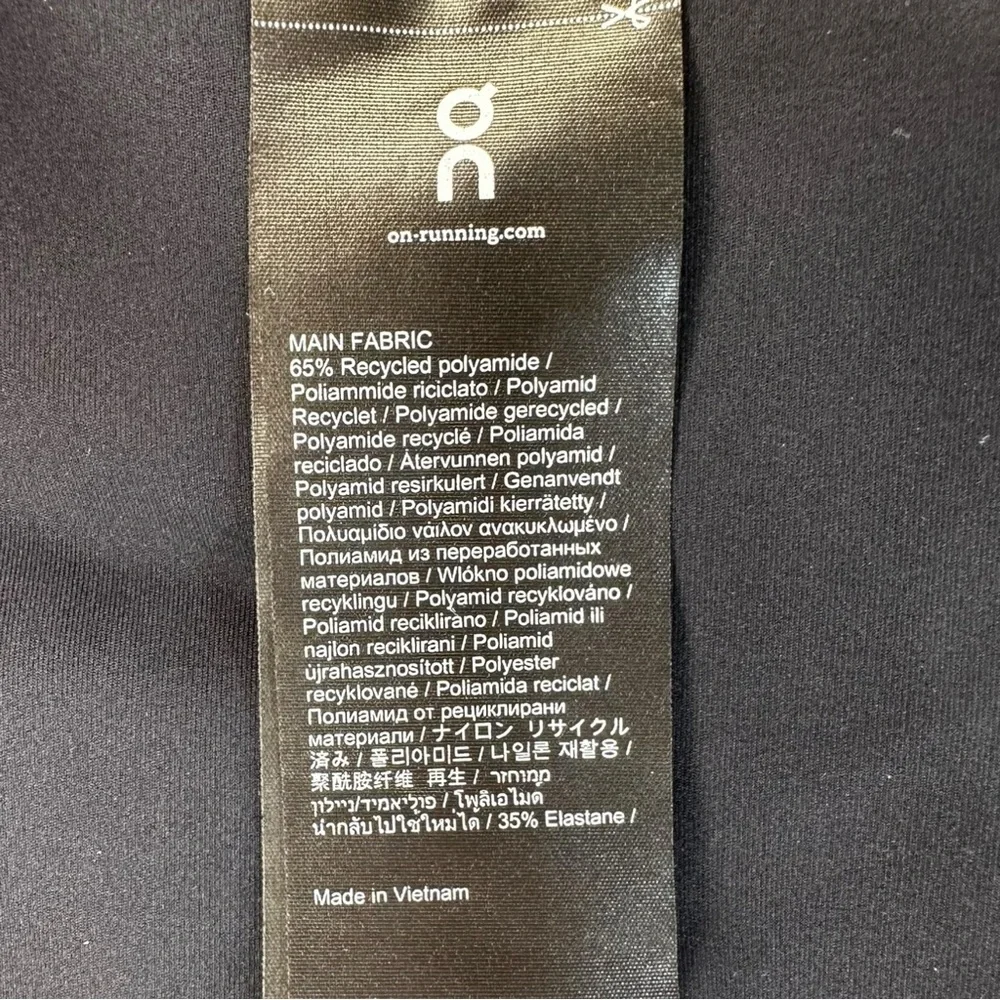 on
on-running.com
MAIN FABRIC
65% Recycled polyamide /
Poliammide riciclato / Polyamid
Recyclet / Polyamide gerecycled /
Polyamide recyclé / Poliamida
reciclado / Återvunnen polyamid /
Polyamid resirkulert / Genanvendt
polyamid / Polyamidi kierrätetty /
Πολυαμίδιο νάιλον ανακυκλωμένο /
Полиамид из переработанных
материалов / Wlókno poliamidowe
recyklingu / Polyamid recyklováno /
Poliamid reciklirano / Poliamid ili
najlon reciklirani / Poliamid
újrahasznosított / Polyester
recyklované / Poliamida reciclat /
Полиамид от рециклирани
материали / ナイロン リサイクル
済み / 폴리아미드 / 나일론 재활용 /
聚酰胺纤维 再生 / ממוחזר
פוליאמיד/ניילון / โพลิเอไมด์
นำกลับไปใช้ใหม่ได้ / 35% Elastane /
Made in Vietnam